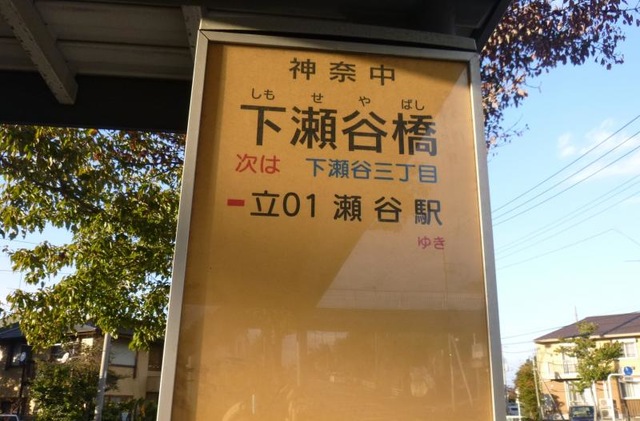 神奈中
しもせやばし
下瀬谷橋
次は 下瀬谷三丁目
立01 瀬谷駅
ゆき